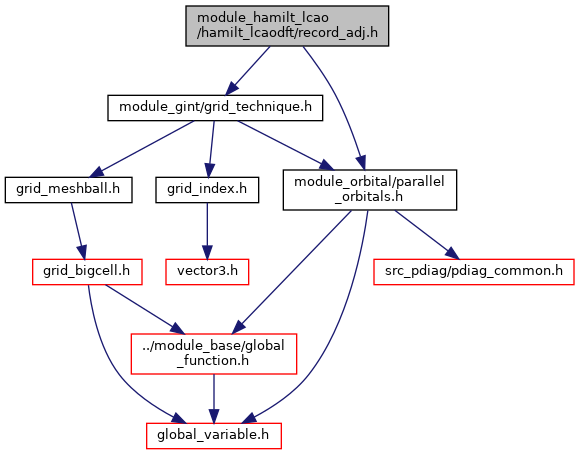 module_hamilt_lcao
/hamilt_lcaodft/record_adj.h
module_gint/grid_technique.h
grid_meshball.h
grid_index.h
module_orbital/parallel
_orbitals.h
grid_bigcell.h
vector3.h
src_pdiag/pdiag_common.h
../module_base/global
_function.h
global_variable.h